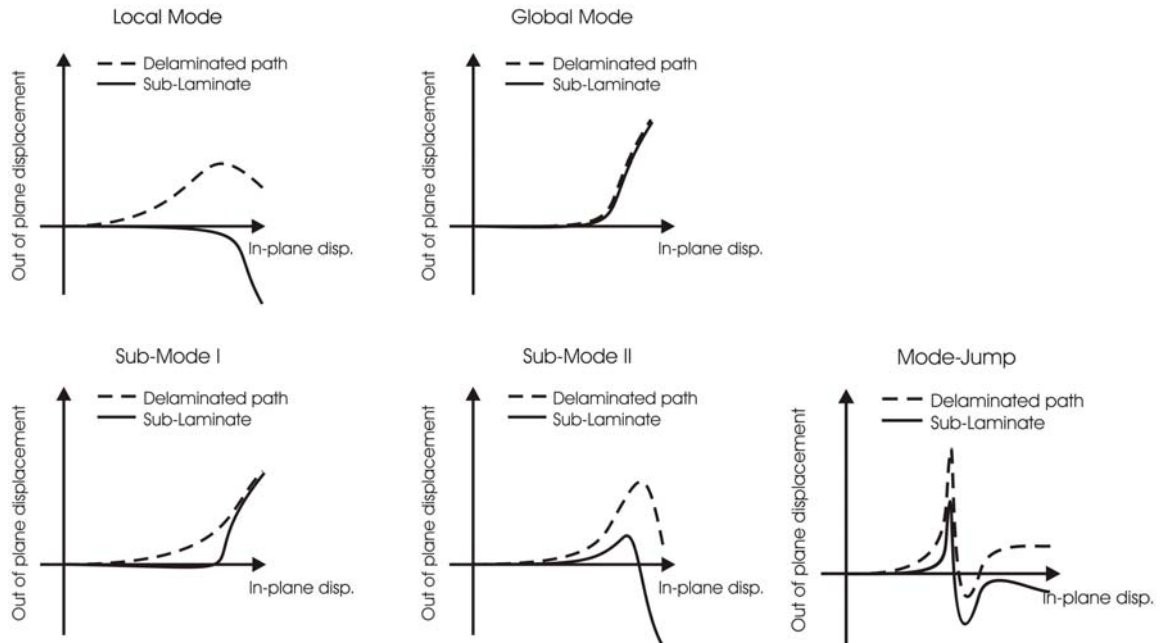 Local Mode
Delaminated path
Sub-Laminate
Out of plane displacement
In-plane disp.
Global Mode
Delaminated path
Sub-Laminate
Out of plane displacement
In-plane disp.
Sub-Mode I
Delaminated path
Sub-Laminate
Out of plane displacement
In-plane disp.
Sub-Mode II
Delaminated path
Sub-Laminate
Out of plane displacement
In-plane disp.
Mode-Jump
Delaminated path
Sub-Laminate
Out of plane displacement
In-plane disp.